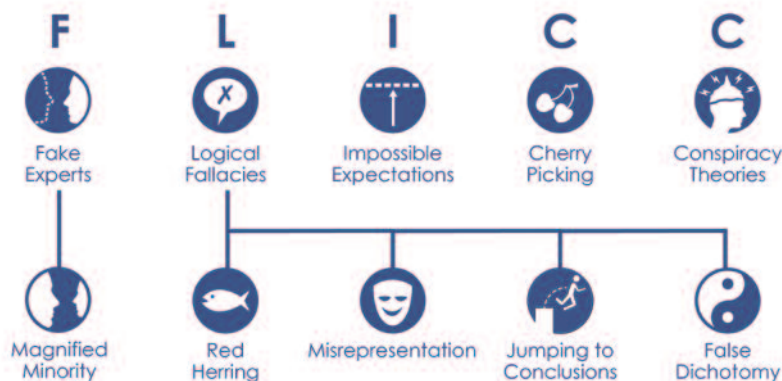 F L I C C
Fake Experts
Logical Fallacies
Impossible Expectations
Cherry Picking
Conspiracy Theories
Magnified Minority
Red Herring
Misrepresentation
Jumping to Conclusions
False Dichotomy